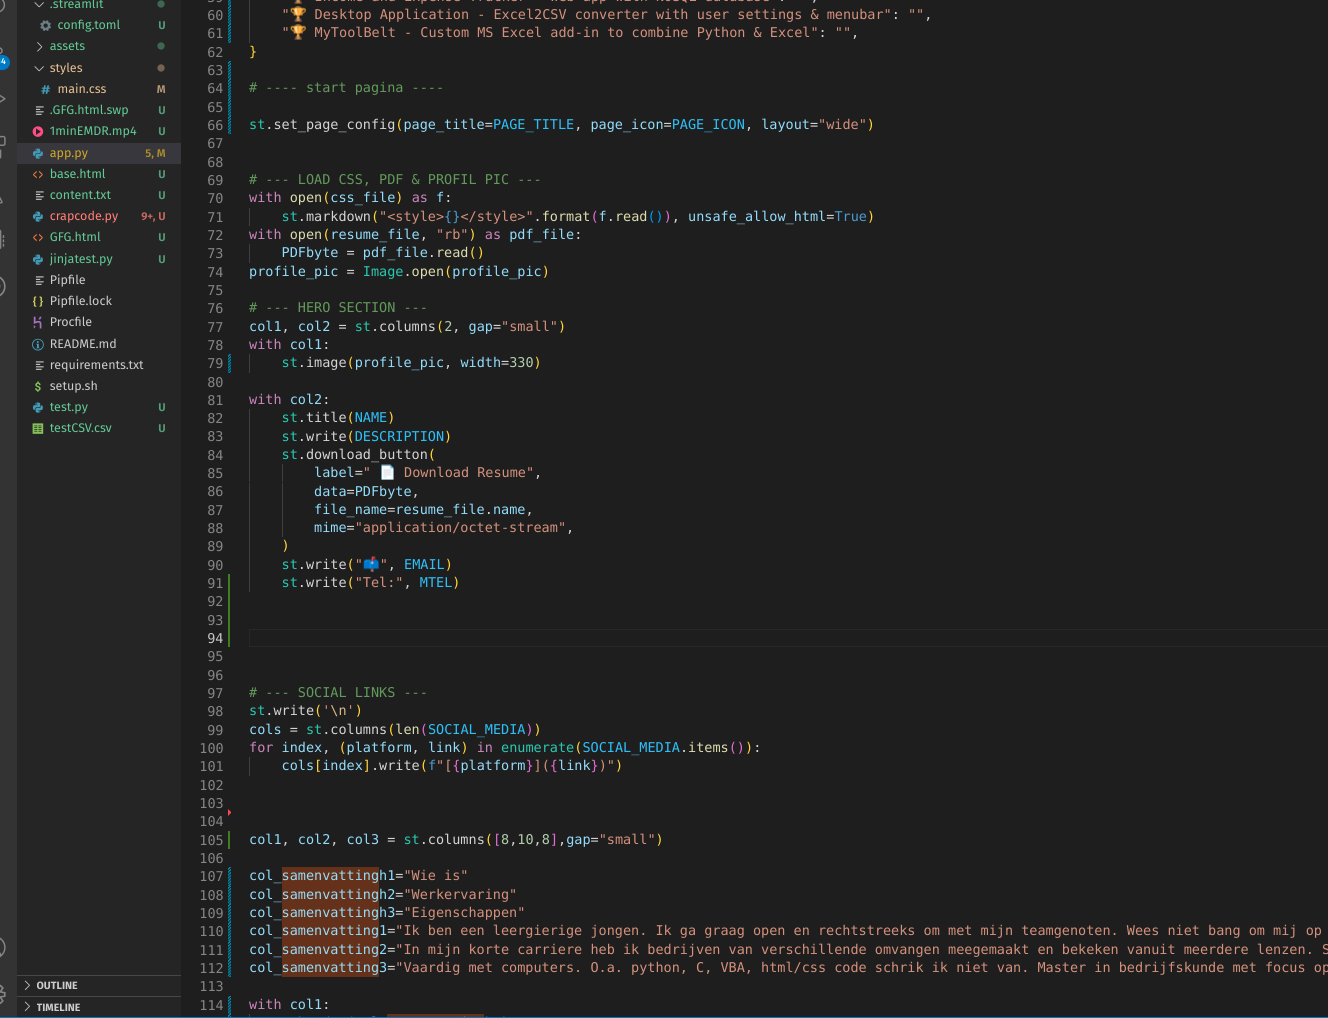 .streamlit
config.toml U
assets
styles
main.css M
.GFG.html.swp U
1minEMDR.mp4 U
app.py 5, M
base.html U
content.txt U
crapcode.py 9+, U
GFG.html U
jinjatest.py U
Pipfile
Pipfile.lock
Procfile
README.md
requirements.txt
setup.sh
test.py U
testCSV.csv U
OUTLINE
TIMELINE
60 "🏆 Desktop Application - Excel2CSV converter with user settings & menubar": "",
61 "🏆 MyToolBelt - Custom MS Excel add-in to combine Python & Excel": "",
62 }
63
64 # ---- start pagina ----
65
66 st.set_page_config(page_title=PAGE_TITLE, page_icon=PAGE_ICON, layout="wide")
67
68
69 # --- LOAD CSS, PDF & PROFIL PIC ---
70 with open(css_file) as f:
71 st.markdown("<style>{}</style>".format(f.read()), unsafe_allow_html=True)
72 with open(resume_file, "rb") as pdf_file:
73 PDFbyte = pdf_file.read()
74 profile_pic = Image.open(profile_pic)
75
76 # --- HERO SECTION ---
77 col1, col2 = st.columns(2, gap="small")
78 with col1:
79 st.image(profile_pic, width=330)
80
81 with col2:
82 st.title(NAME)
83 st.write(DESCRIPTION)
84 st.download_button(
85 label=" 📄 Download Resume",
86 data=PDFbyte,
87 file_name=resume_file.name,
88 mime="application/octet-stream",
89 )
90 st.write("📫", EMAIL)
91 st.write("Tel:", MTEL)
92
93
94
95
96
97 # --- SOCIAL LINKS ---
98 st.write('\n')
99 cols = st.columns(len(SOCIAL_MEDIA))
100 for index, (platform, link) in enumerate(SOCIAL_MEDIA.items()):
101 cols[index].write(f"[{platform}]({link})")
102
103
104
105 col1, col2, col3 = st.columns([8,10,8],gap="small")
106
107 col_samenvattingh1="Wie is"
108 col_samenvattingh2="Werkervaring"
109 col_samenvattingh3="Eigenschappen"
110 col_samenvatting1="Ik ben een leergierige jongen. Ik ga graag open en rechtstreeks om met mijn teamgenoten. Wees niet bang om mij op
111 col_samenvatting2="In mijn korte carriere heb ik bedrijven van verschillende omvangen meegemaakt en bekeken vanuit meerdere lenzen.
112 col_samenvatting3="Vaardig met computers. O.a. python, C, VBA, html/css code schrik ik niet van. Master in bedrijfskunde met focus op
113
114 with col1: